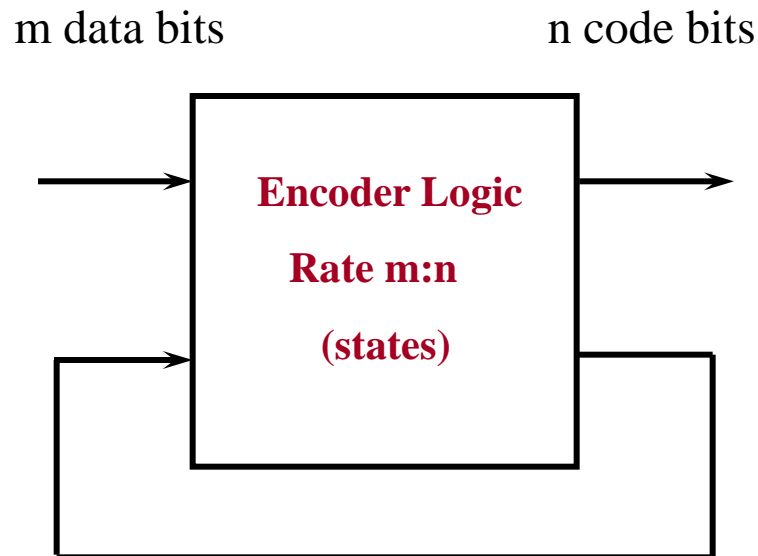 m data bits
n code bits
Encoder Logic
Rate m:n
(states)